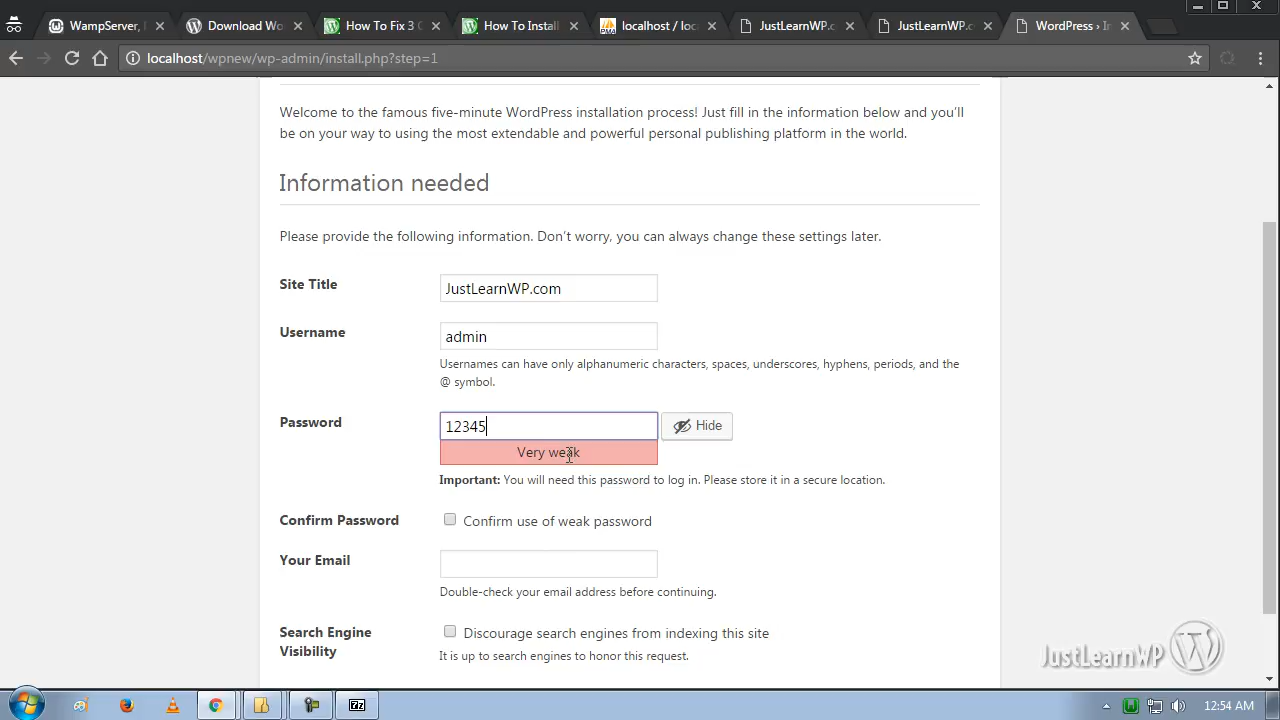 WampServer,
Download Wo
How To Fix 3 
How To Install
localhost / loc
JustLearnWP.c
JustLearnWP.c
WordPress › In
localhost/wpnew/wp-admin/install.php?step=1
Welcome to the famous five-minute WordPress installation process! Just fill in the information below and you'll
be on your way to using the most extendable and powerful personal publishing platform in the world.
Information needed
Please provide the following information. Don't worry, you can always change these settings later.
Site Title
JustLearnWP.com
Username
admin
Usernames can have only alphanumeric characters, spaces, underscores, hyphens, periods, and the
@ symbol.
Password
12345
Hide
Very weak
Important: You will need this password to log in. Please store it in a secure location.
Confirm Password
Confirm use of weak password
Your Email
Double-check your email address before continuing.
Search Engine
Visibility
Discourage search engines from indexing this site
It is up to search engines to honor this request.
JustLearnWP
12:54 AM